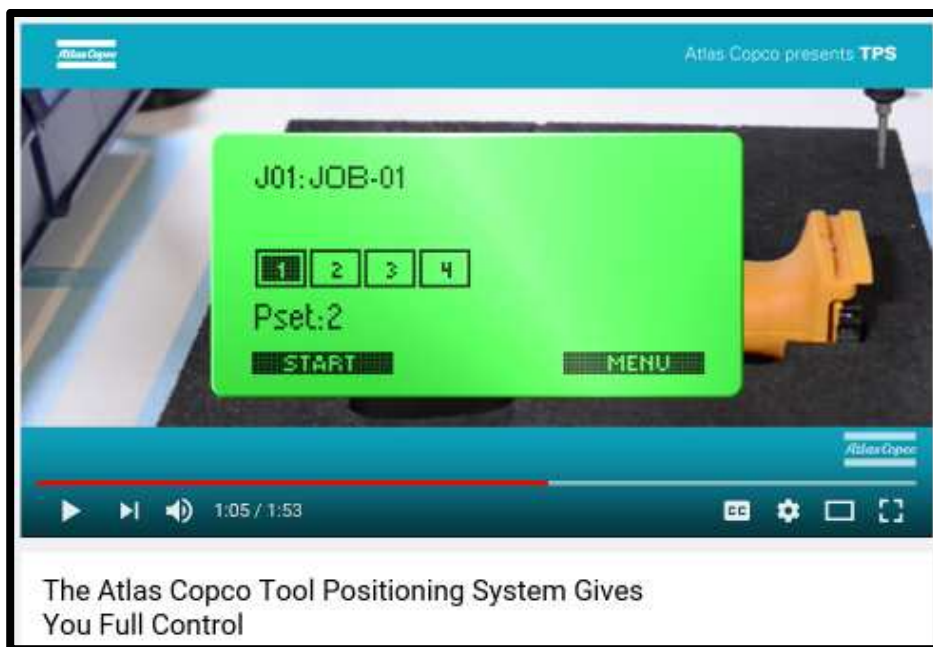 Atlas Copco
Atlas Copco presents TPS
J01:JOB-01
1 2 3 4
Pset:2
START MENU
Atlas Copco
1:05 / 1:53
CC
The Atlas Copco Tool Positioning System Gives
You Full Control